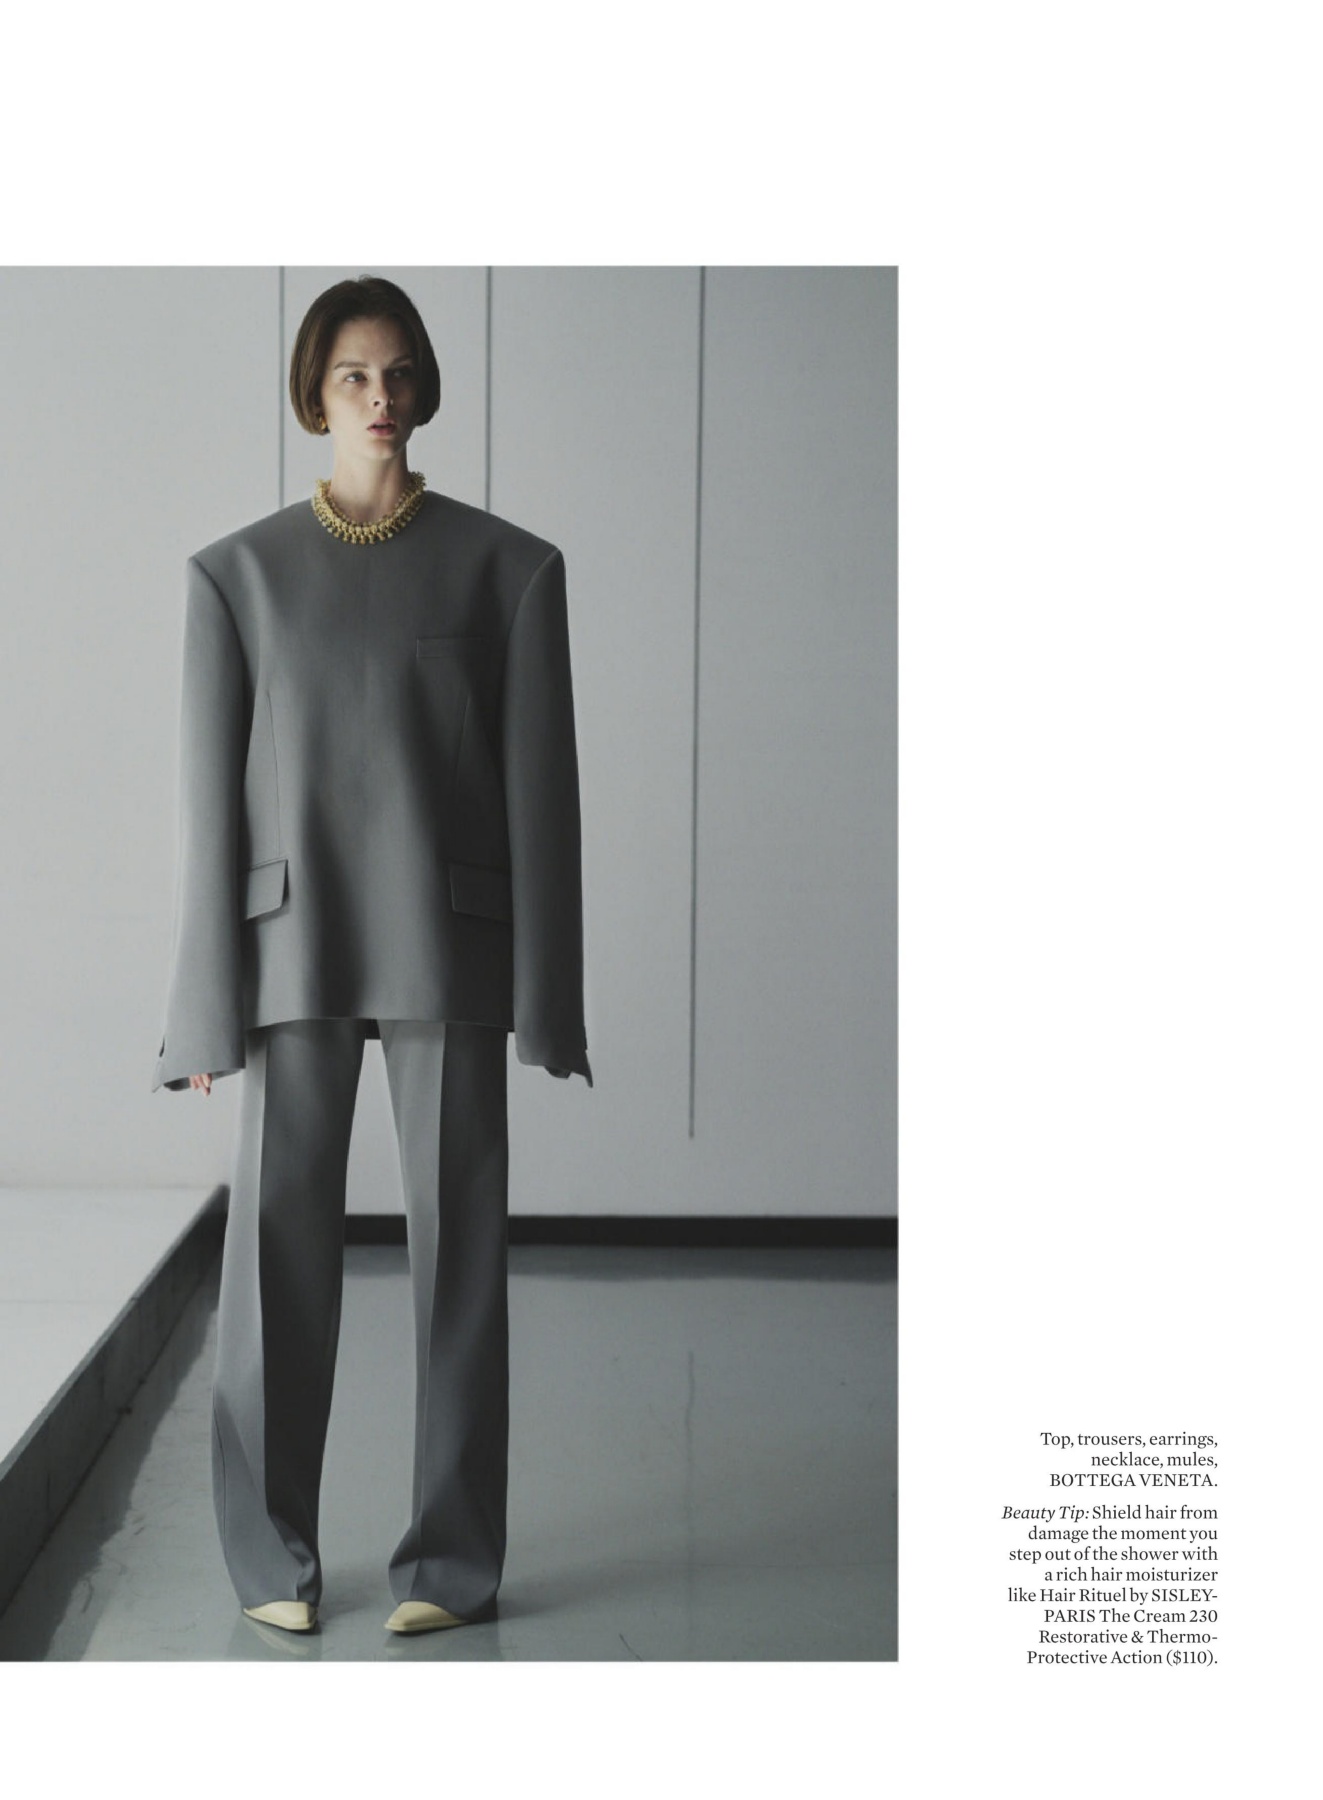 Top, trousers, earrings,
necklace, mules,
BOTTEGA VENETA.
Beauty Tip: Shield hair from
damage the moment you
step out of the shower with
a rich hair moisturizer
like Hair Rituel by SISLEY-
PARIS The Cream 230
Restorative & Thermo-
Protective Action ($110).